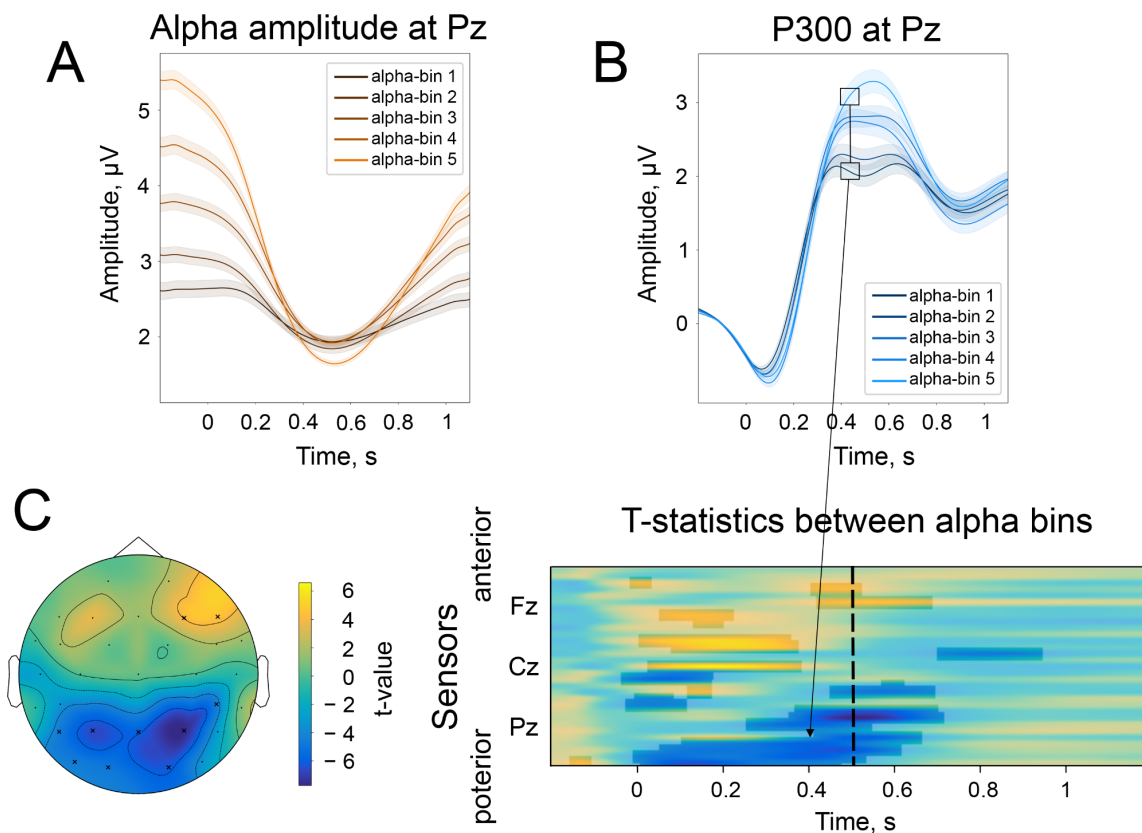 Alpha amplitude at Pz
A
alpha-bin 1
alpha-bin 2
alpha-bin 3
alpha-bin 4
alpha-bin 5
5
4
3
2
Amplitude, µV
0 0.2 0.4 0.6 0.8 1
Time, s
P300 at Pz
B
3
2
1
0
Amplitude, µV
alpha-bin 1
alpha-bin 2
alpha-bin 3
alpha-bin 4
alpha-bin 5
0 0.2 0.4 0.6 0.8 1
Time, s
C
6
4
2
0
− 2
− 4
− 6
t-value
T-statistics between alpha bins
anterior
Sensors
poterior
Fz
Cz
Pz
0 0.2 0.4 0.6 0.8 1
Time, s